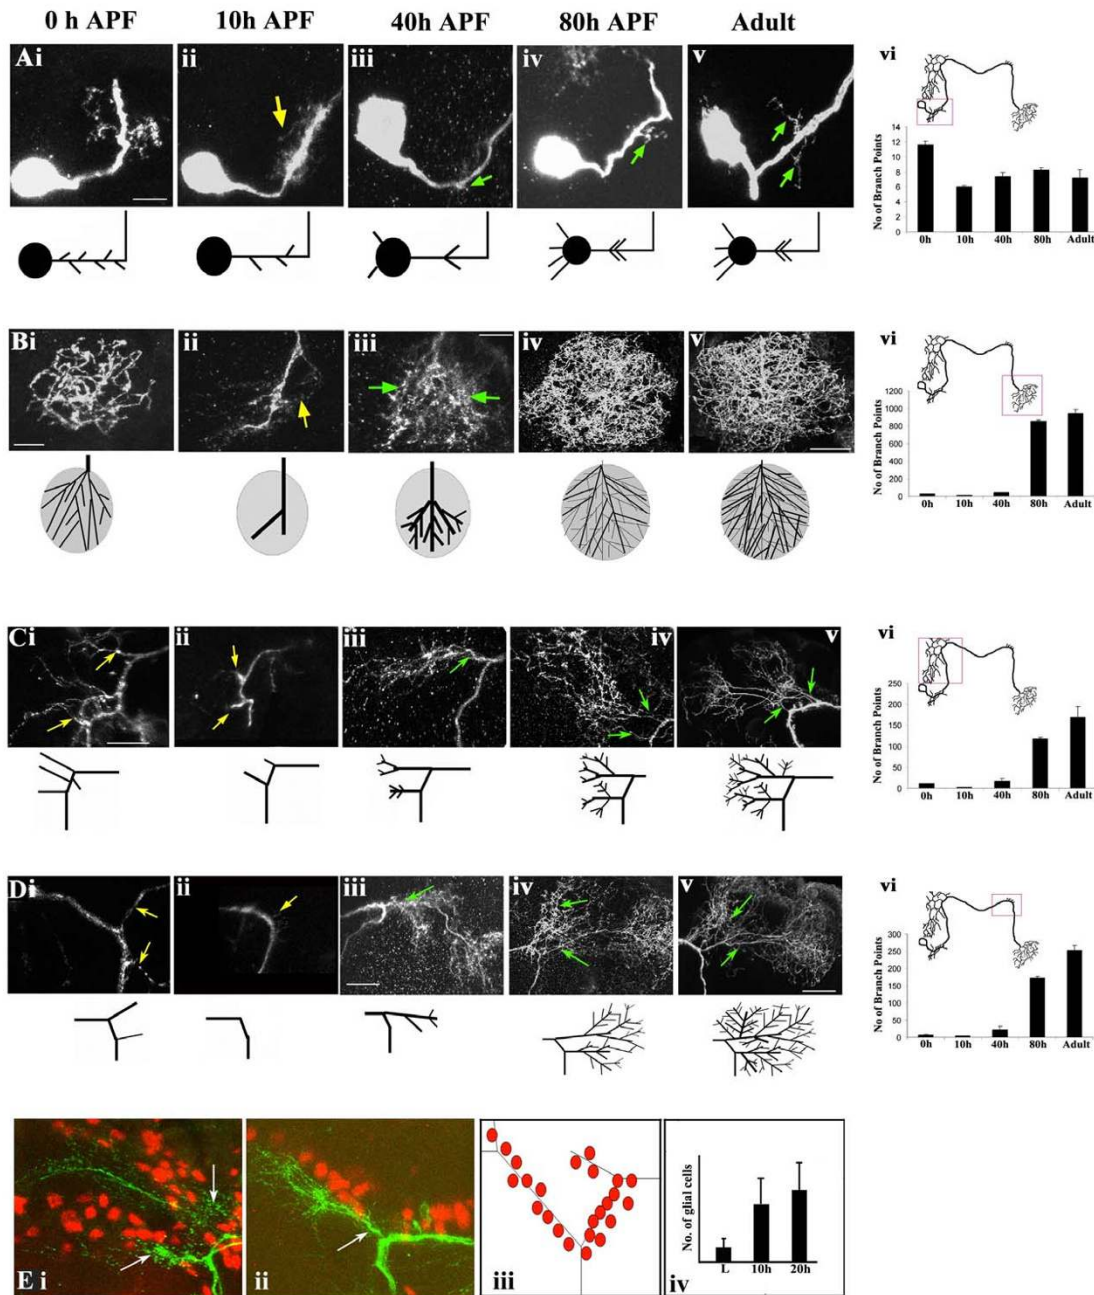 0 h APF 10h APF 40h APF 80h APF Adult
Ai ii iii iv v vi
No of Branch Points
14
12
10
8
6
4
2
0
0h 10h 40h 80h Adult
Bi ii iii iv v vi
No of Branch Points
1200
1000
800
600
400
200
0
0h 10h 40h 80h Adult
Ci ii iii iv v vi
No of Branch Points
250
200
150
100
50
0
0h 10h 40h 80h Adult
Di ii iii iv v vi
No of Branch Points
300
250
200
150
100
50
0
0h 10h 40h 80h Adult
E i ii iii iv
No. of glial cells
L 10h 20h